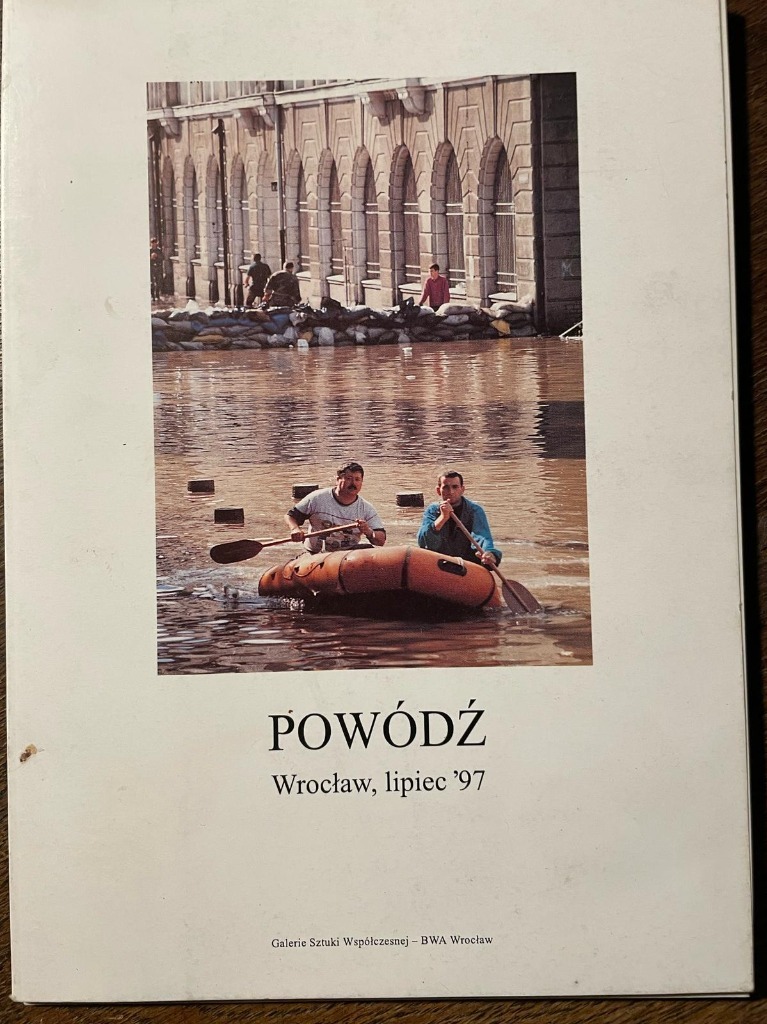 POWÓDŹ
Wrocław, lipiec ’97
Galerie Sztuki Współczesnej – BWA Wrocław